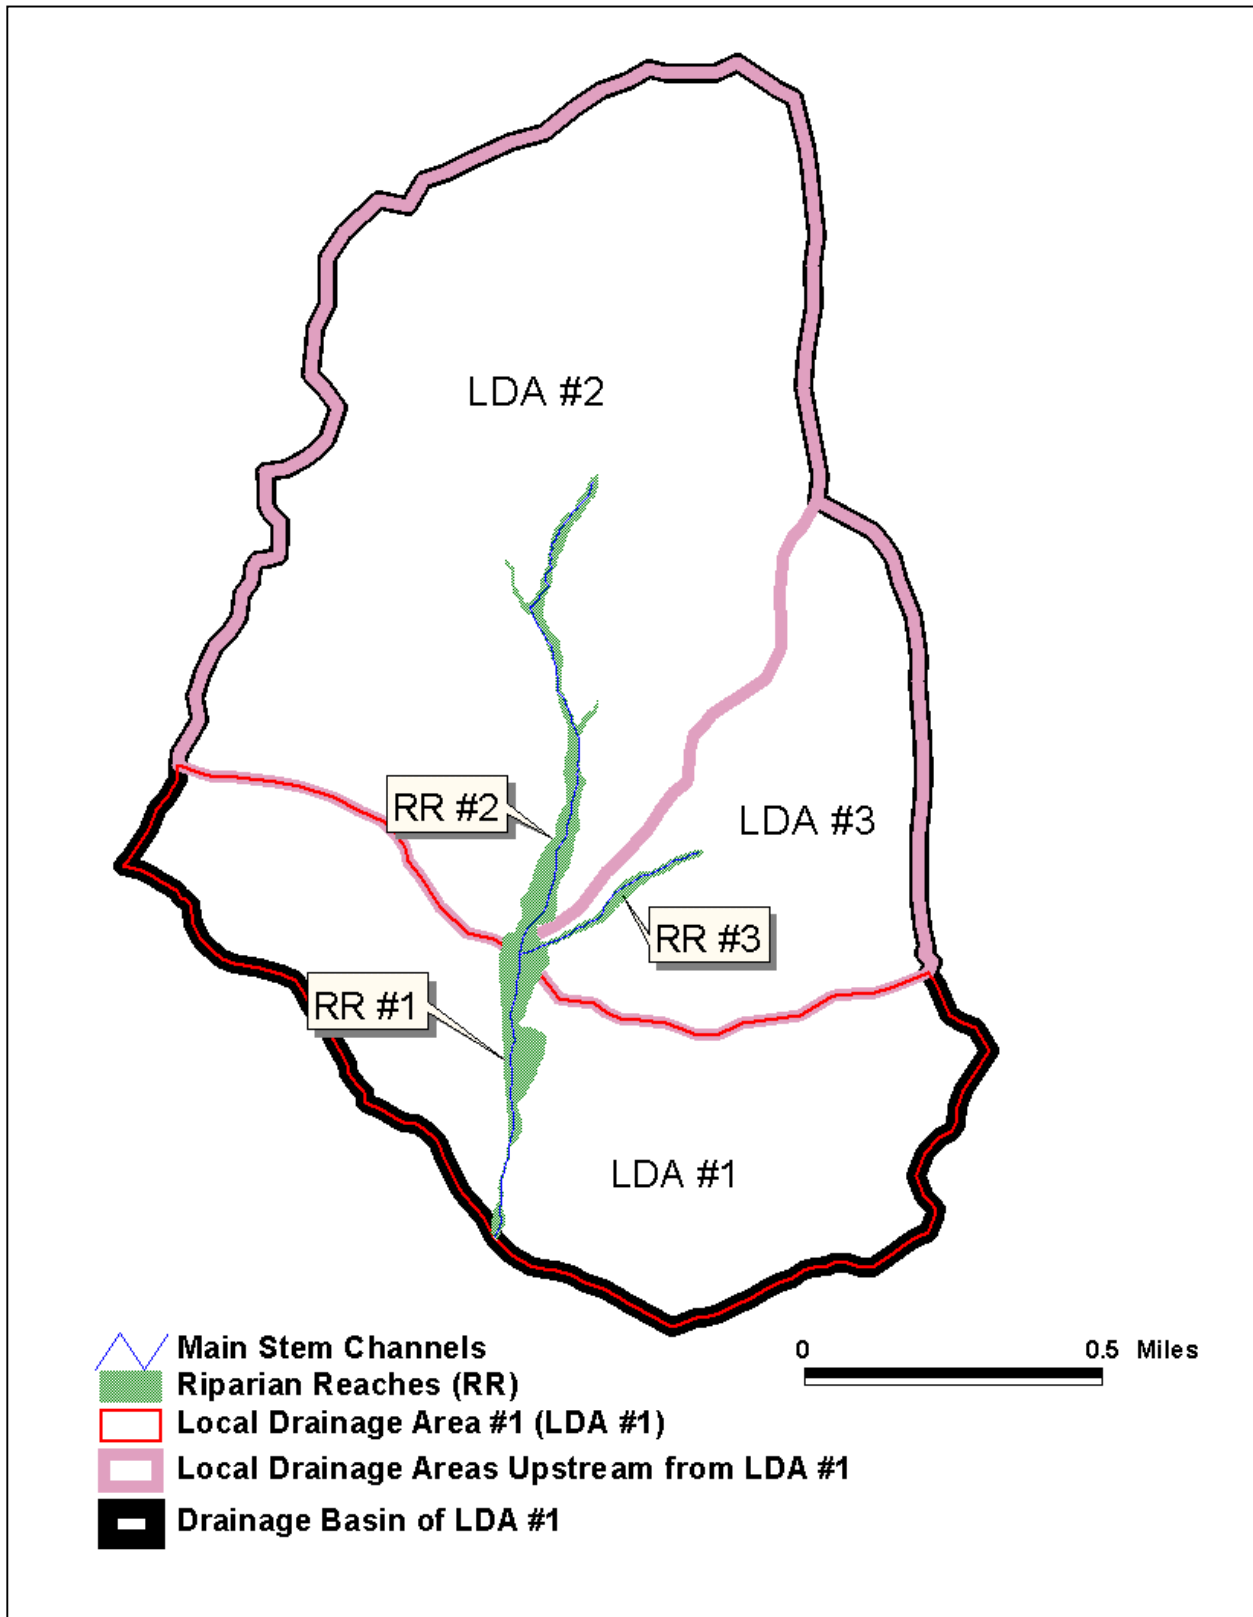 LDA #2
RR #2
LDA #3
RR #3
RR #1
LDA #1
Main Stem Channels
Riparian Reaches (RR)
Local Drainage Area #1 (LDA #1)
Local Drainage Areas Upstream from LDA #1
Drainage Basin of LDA #1
0 0.5 Miles